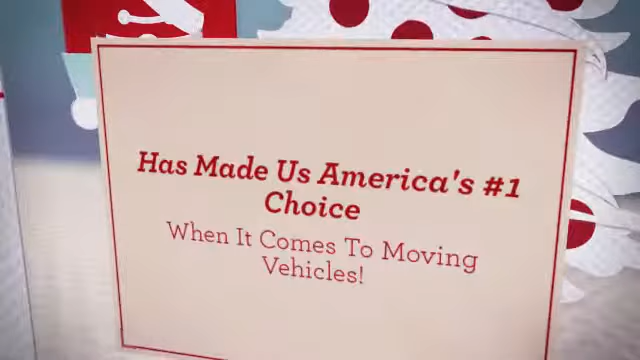 Has Made Us America's #1
Choice
When It Comes To Moving
Vehicles!